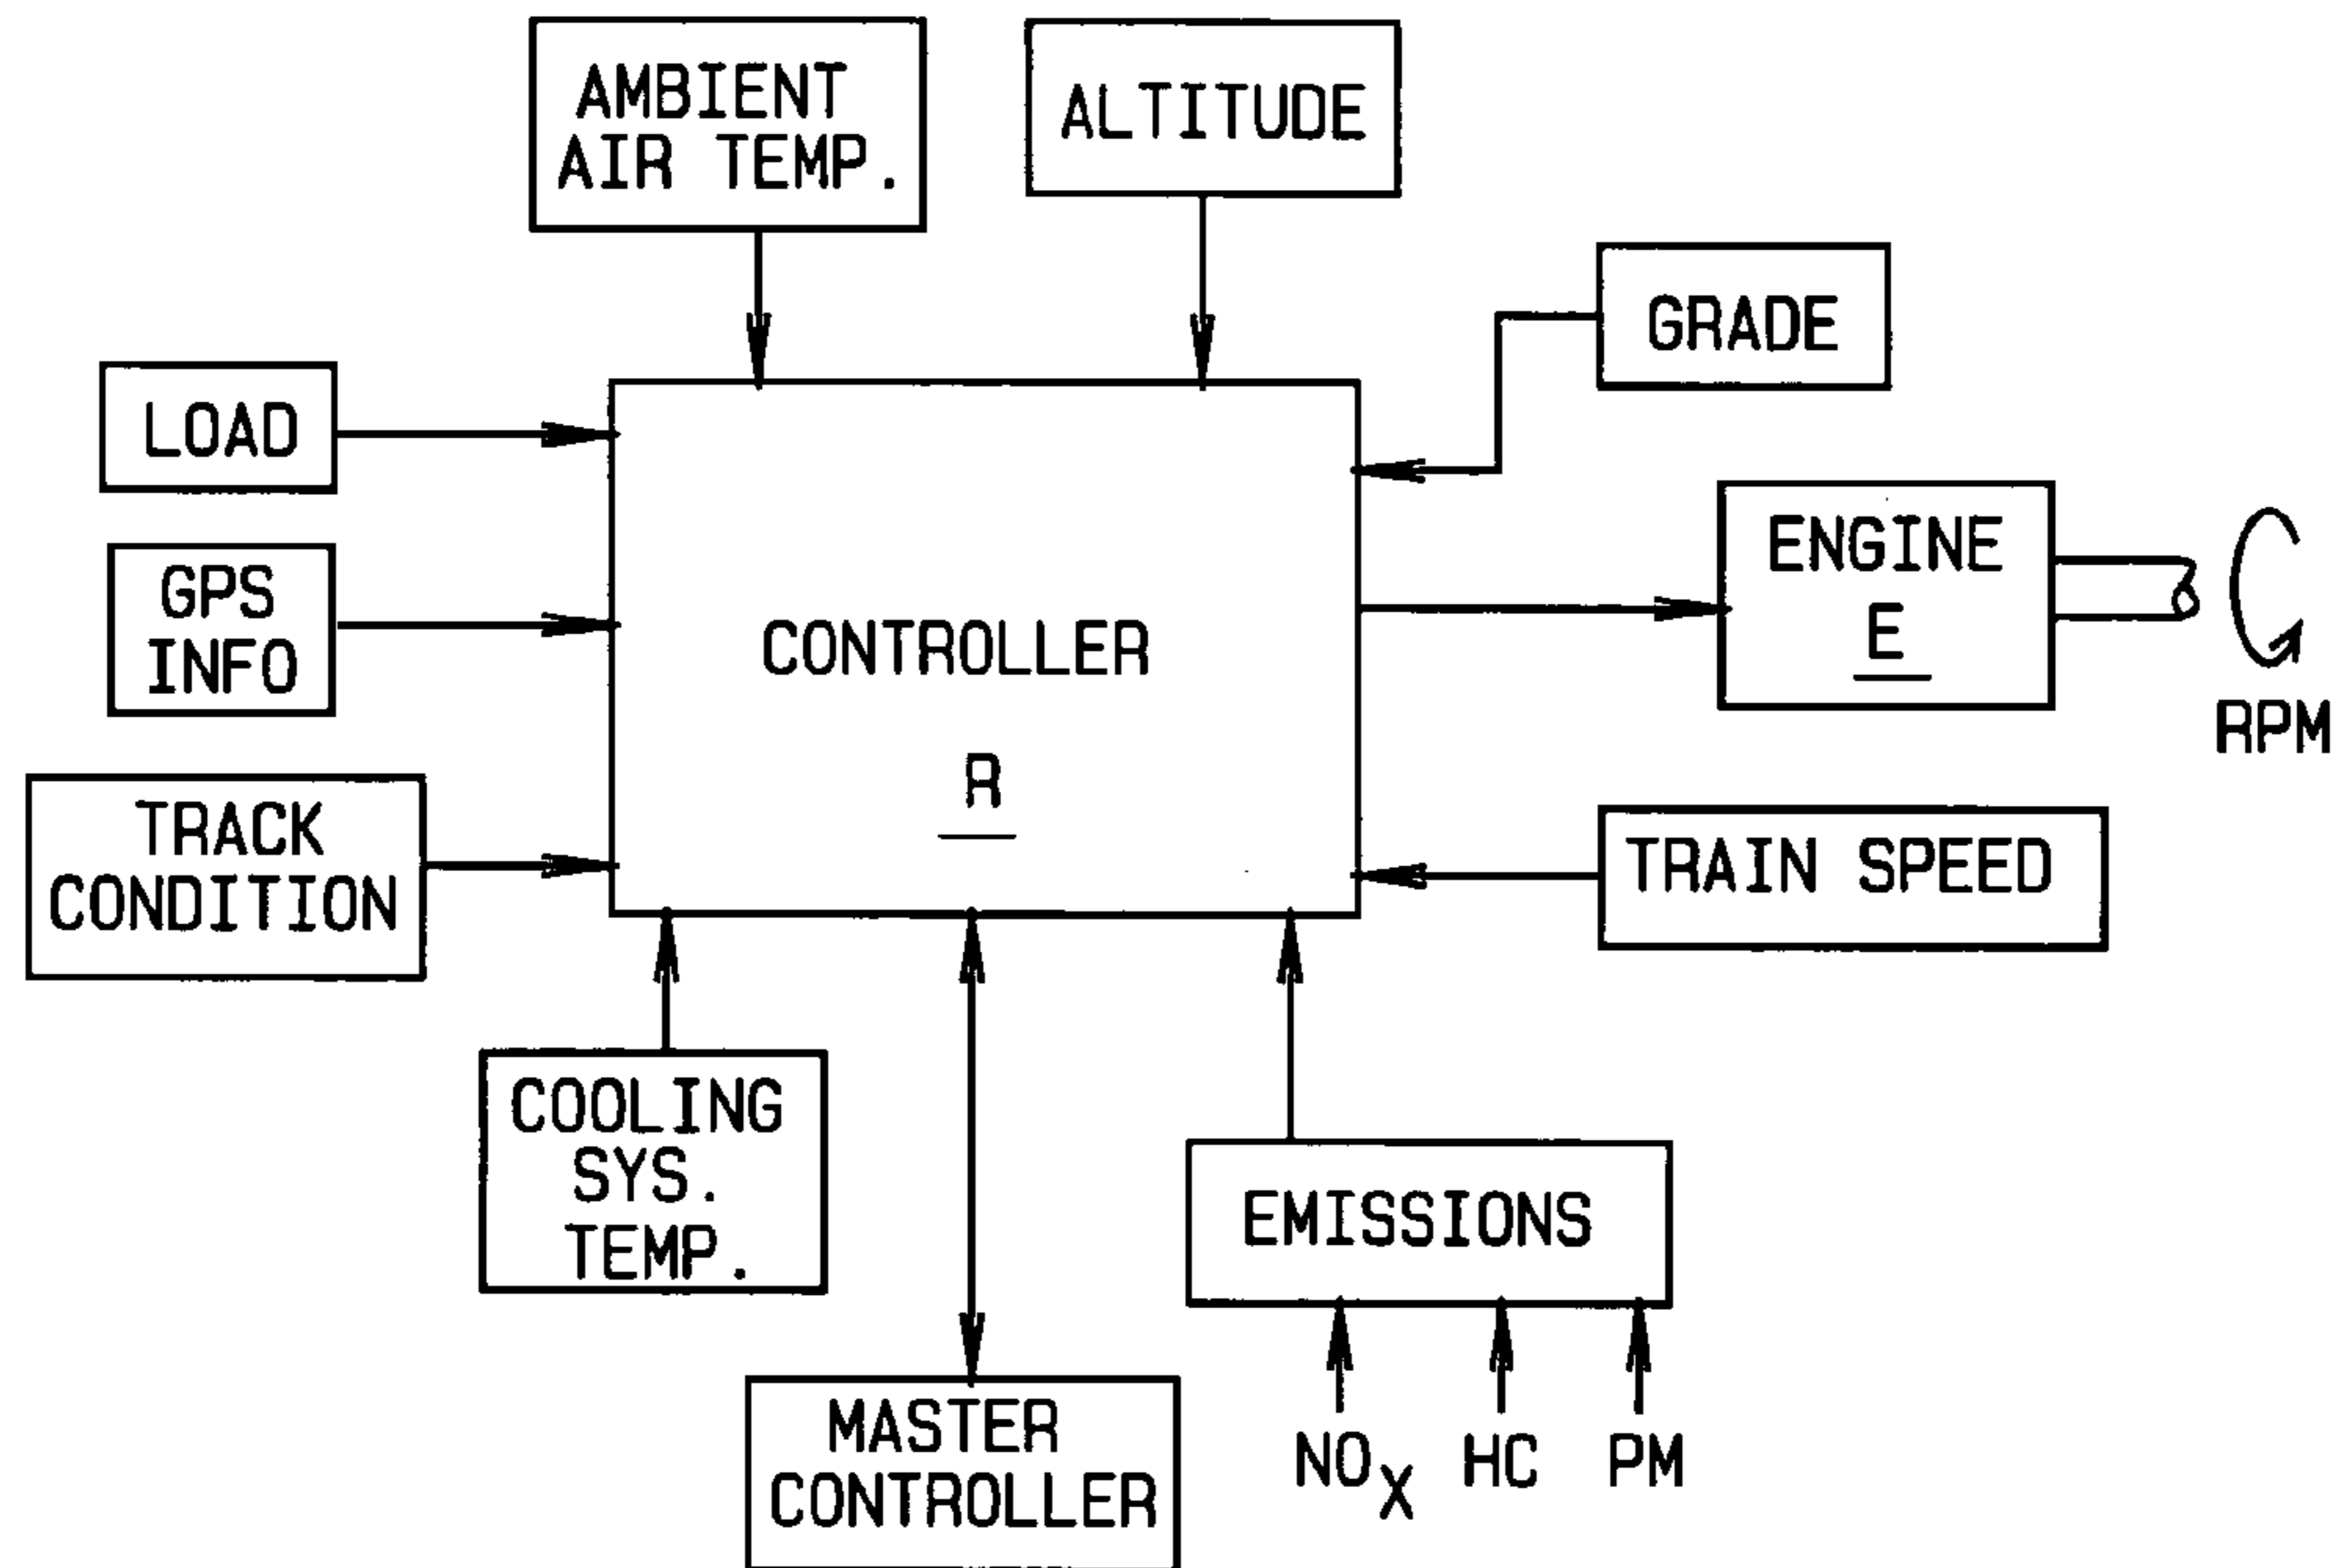 AMBIENT
AIR TEMP.
ALTITUDE
GRADE
LOAD
GPS
INFO
CONTROLLER
R
ENGINE
E
RPM
TRACK
CONDITION
TRAIN SPEED
COOLING
SYS.
TEMP.
EMISSIONS
MASTER
CONTROLLER
NOX
HC
PM